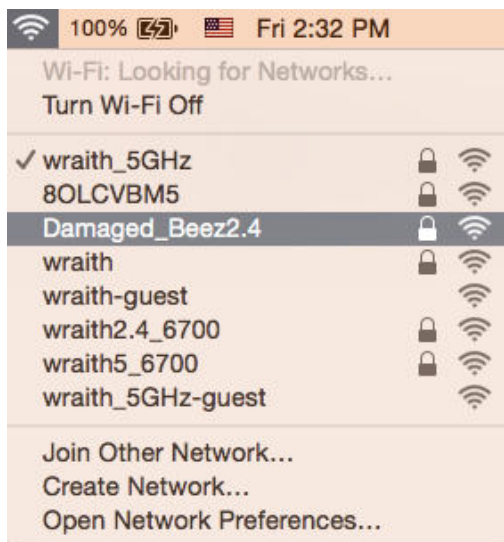 100% Fri 2:32 PM
Wi-Fi: Looking for Networks...
Turn Wi-Fi Off
wraith_5GHz
8OLCVBM5
Damaged_Beez2.4
wraith
wraith-guest
wraith2.4_6700
wraith5_6700
wraith_5GHz-guest
Join Other Network...
Create Network...
Open Network Preferences...